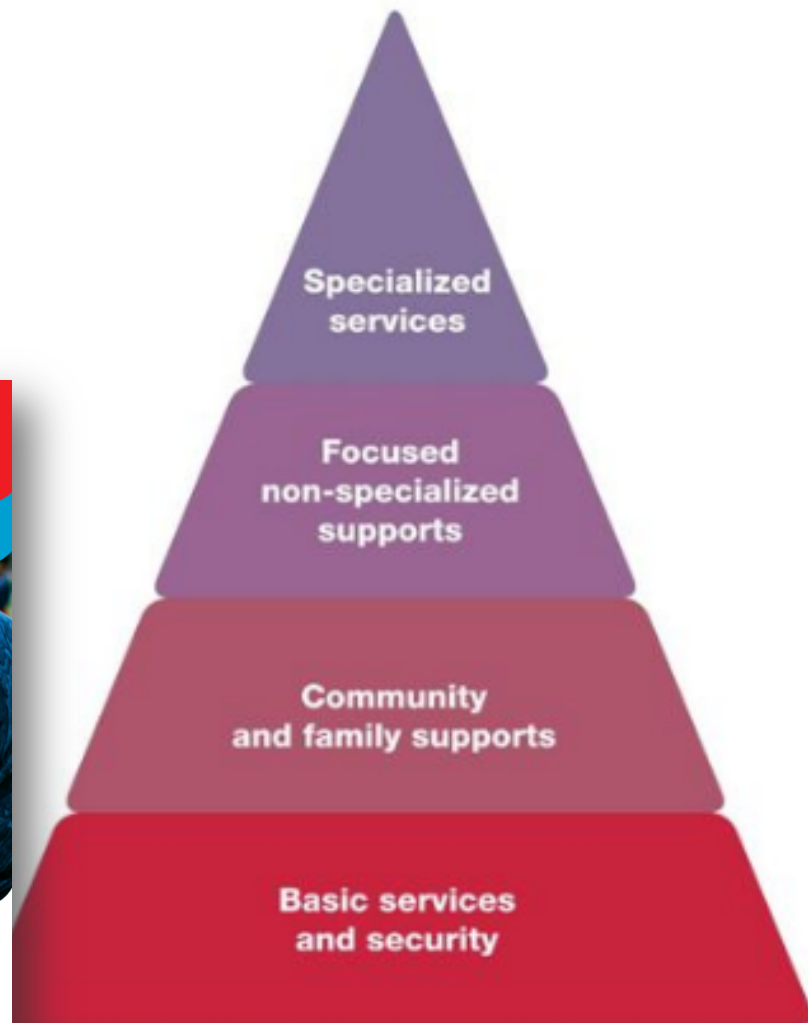 Specialized
services
Focused
non-specialized
supports
Community
and family supports
Basic services
and security